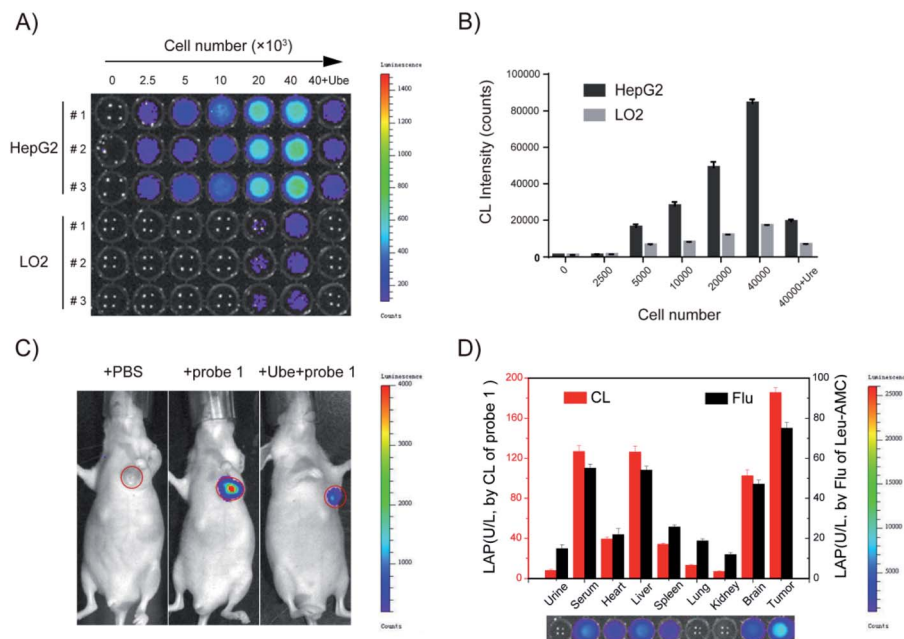 A)
Cell number (×10³)
0 2.5 5 10 20 40 40+Ube
HepG2
# 1
# 2
# 3
LO2
# 1
# 2
# 3
Luminescence
1400
1200
1000
800
600
400
200
Counts
B)
CL Intensity (counts)
100000
80000
60000
40000
20000
0
HepG2
LO2
0 2500 5000 10000 20000 40000 40000+Ure
Cell number
C)
+PBS +probe 1 +Ube+probe 1
Luminescence
4000
3000
2000
1000
Counts
D)
LAP(U/L, by CL of probe 1 )
200
160
120
80
40
0
CL
Flu
100
80
60
40
20
0
LAP(U/L, by Flu of Leu-AMC)
Urine Serum Heart Liver Spleen Lung Kidney Brain Tumor
Luminescence
25000
20000
15000
10000
5000
Counts